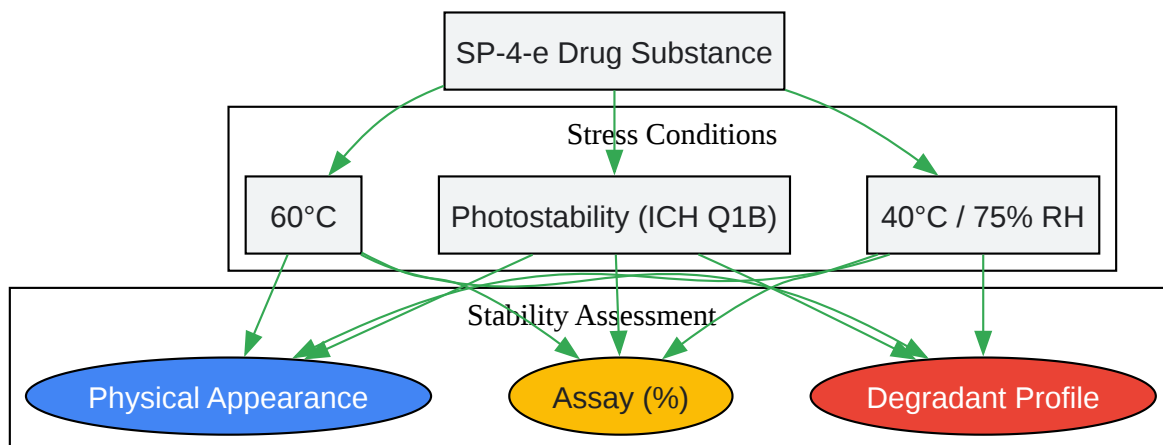 SP-4-e Drug Substance
Stress Conditions
60°C
Photostability (ICH Q1B)
40°C / 75% RH
Stability Assessment
Physical Appearance
Assay (%)
Degradant Profile